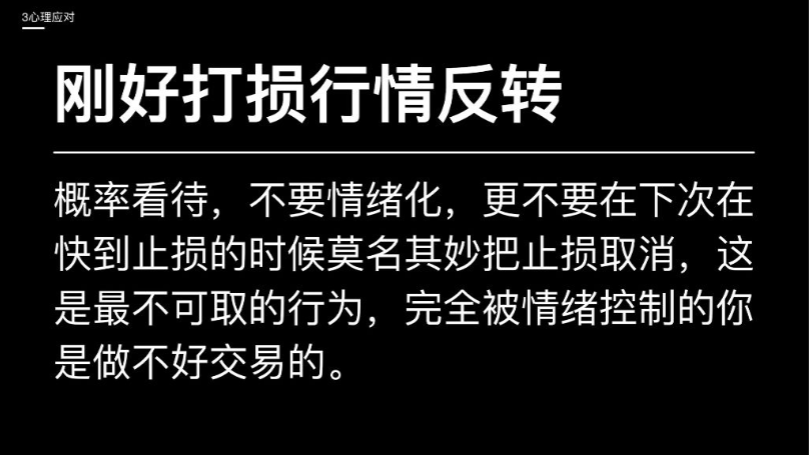 3心理应对
刚好打损行情反转
概率看待，不要情绪化，更不要在下次在
快到止损的时候莫名其妙把止损取消，这
是最不可取的行为，完全被情绪控制的你
是做不好交易的。